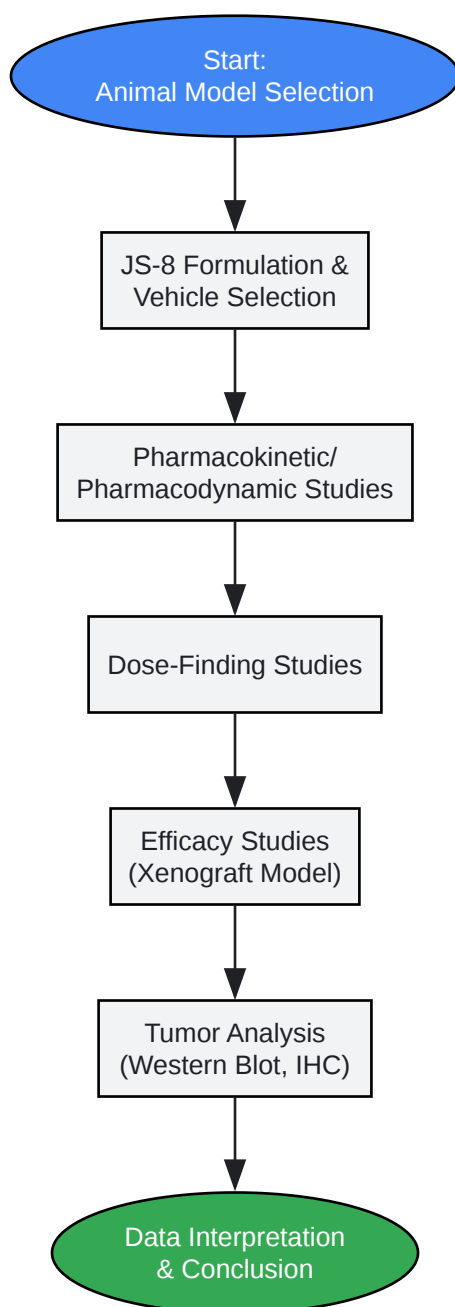 Start:
Animal Model Selection
JS-8 Formulation &
Vehicle Selection
Pharmacokinetic/
Pharmacodynamic Studies
Dose-Finding Studies
Efficacy Studies
(Xenograft Model)
Tumor Analysis
(Western Blot, IHC)
Data Interpretation
& Conclusion